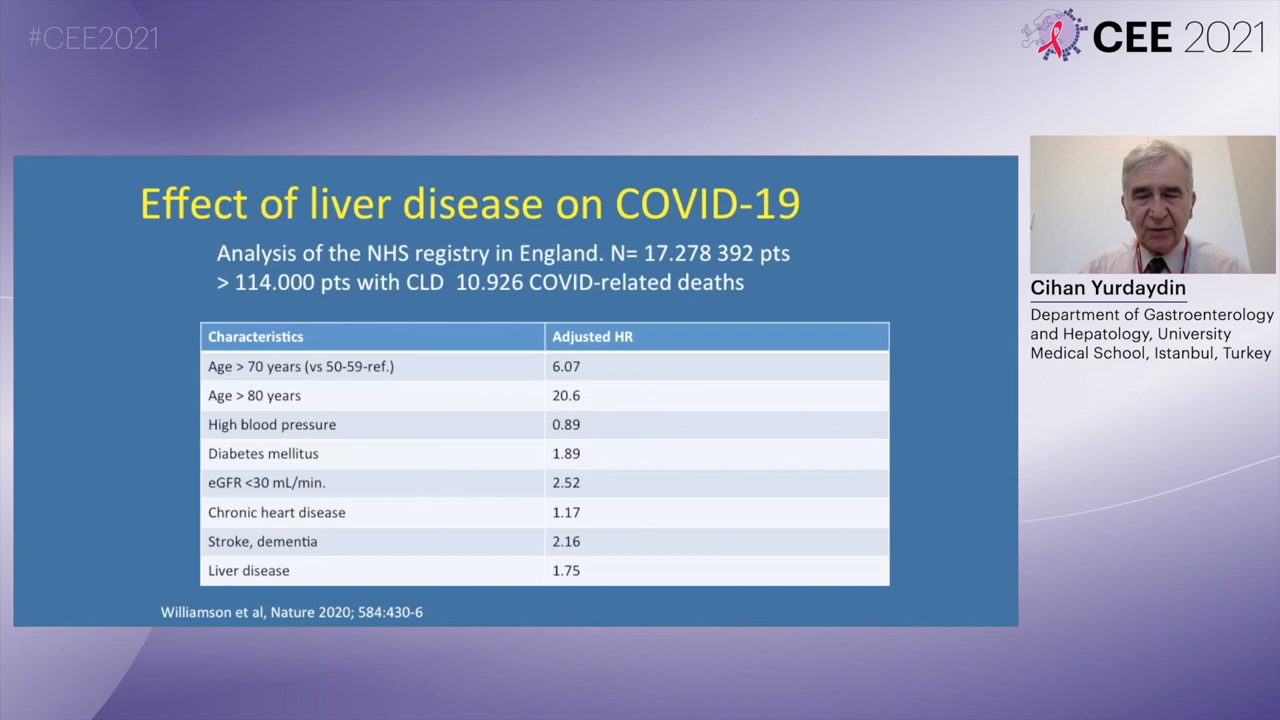 #CEE2021
CEE 2021
Effect of liver disease on COVID-19
Analysis of the NHS registry in England. N= 17.278 392 pts
> 114.000 pts with CLD 10.926 COVID-related deaths
Characteristics Adjusted HR
Age > 70 years (vs 50-59-ref.) 6.07
Age > 80 years 20.6
High blood pressure 0.89
Diabetes mellitus 1.89
eGFR <30 mL/min. 2.52
Chronic heart disease 1.17
Stroke, dementia 2.16
Liver disease 1.75
Williamson et al, Nature 2020; 584:430-6
Cihan Yurdaydin
Department of Gastroenterology
and Hepatology, University
Medical School, Istanbul, Turkey